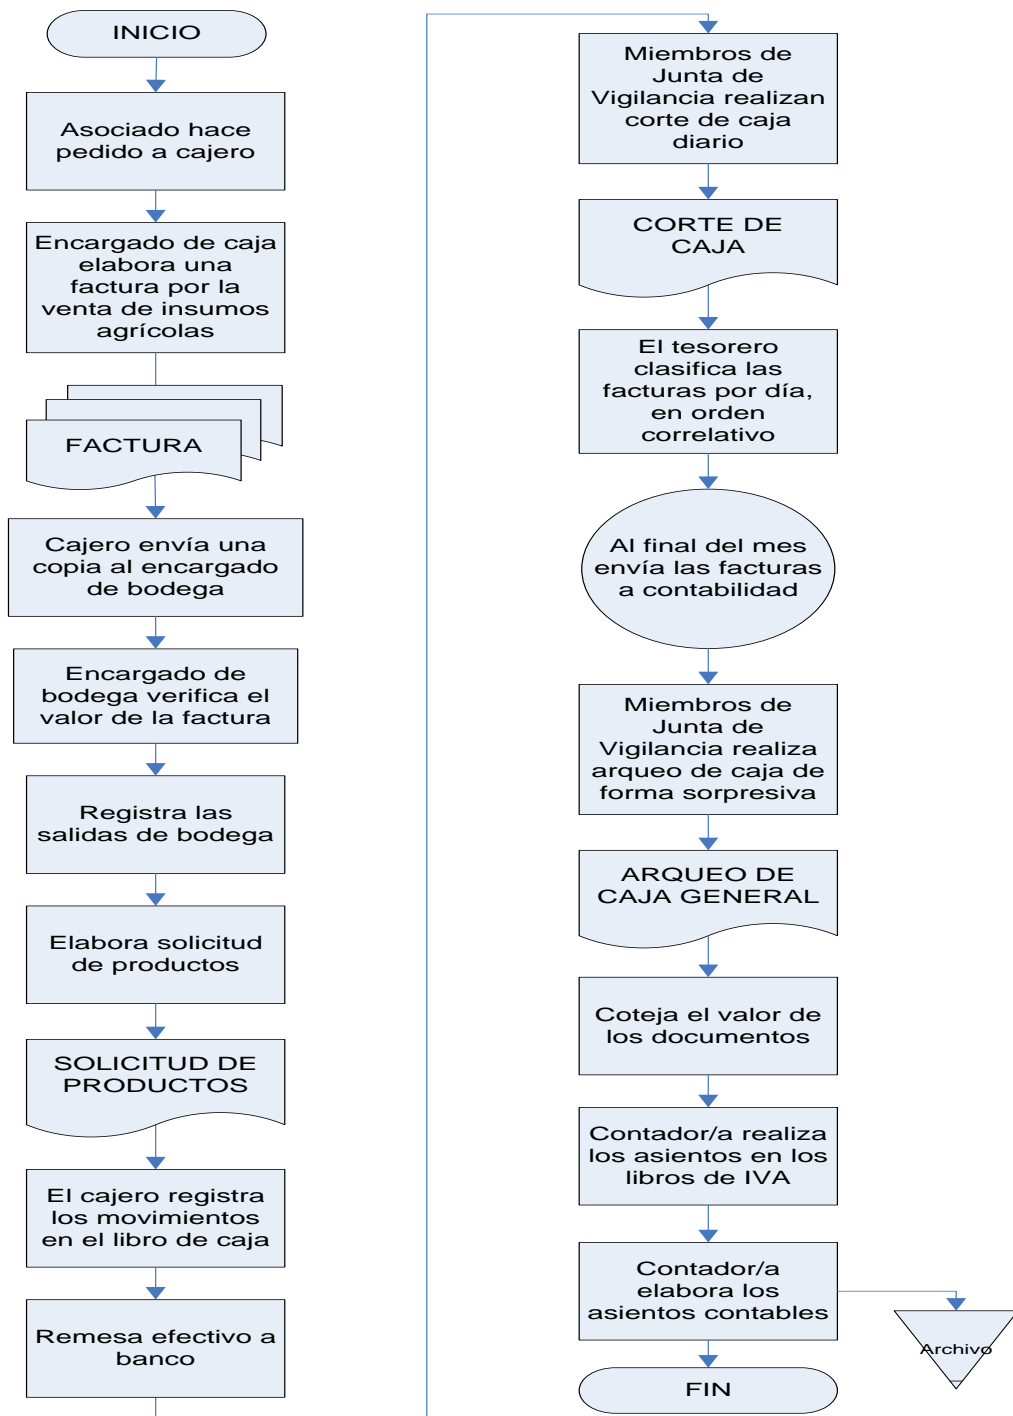 INICIO
Asociado hace
pedido a cajero
Encargado de caja
elabora una
factura por la
venta de insumos
agrícolas
FACTURA
Cajero envía una
copia al encargado
de bodega
Encargado de
bodega verifica el
valor de la factura
Registra las
salidas de bodega
Elabora solicitud
de productos
SOLICITUD DE
PRODUCTOS
El cajero registra
los movimientos
en el libro de caja
Remesa efectivo a
banco
Miembros de
Junta de
Vigilancia realizan
corte de caja
diario
CORTE DE
CAJA
El tesorero
clasifica las
facturas por día,
en orden
correlativo
Al final del mes
envía las facturas
a contabilidad
Miembros de
Junta de
Vigilancia realiza
arqueo de caja de
forma sorpresiva
ARQUEO DE
CAJA GENERAL
Coteja el valor de
los documentos
Contador/a realiza
los asientos en los
libros de IVA
Contador/a
elabora los
asientos contables
Archivo
FIN